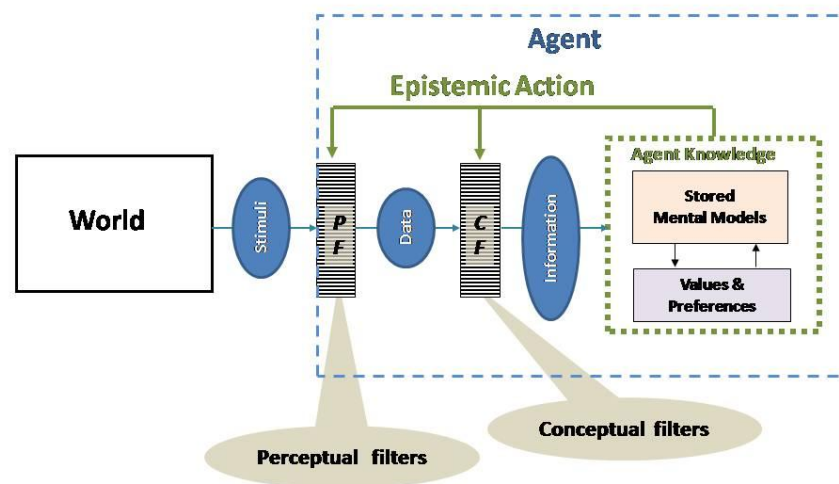 Agent
Epistemic Action
Agent Knowledge
World
Stimuli
P
F
Data
C
F
Information
Stored
Mental Models
Values &
Preferences
Conceptual filters
Perceptual filters